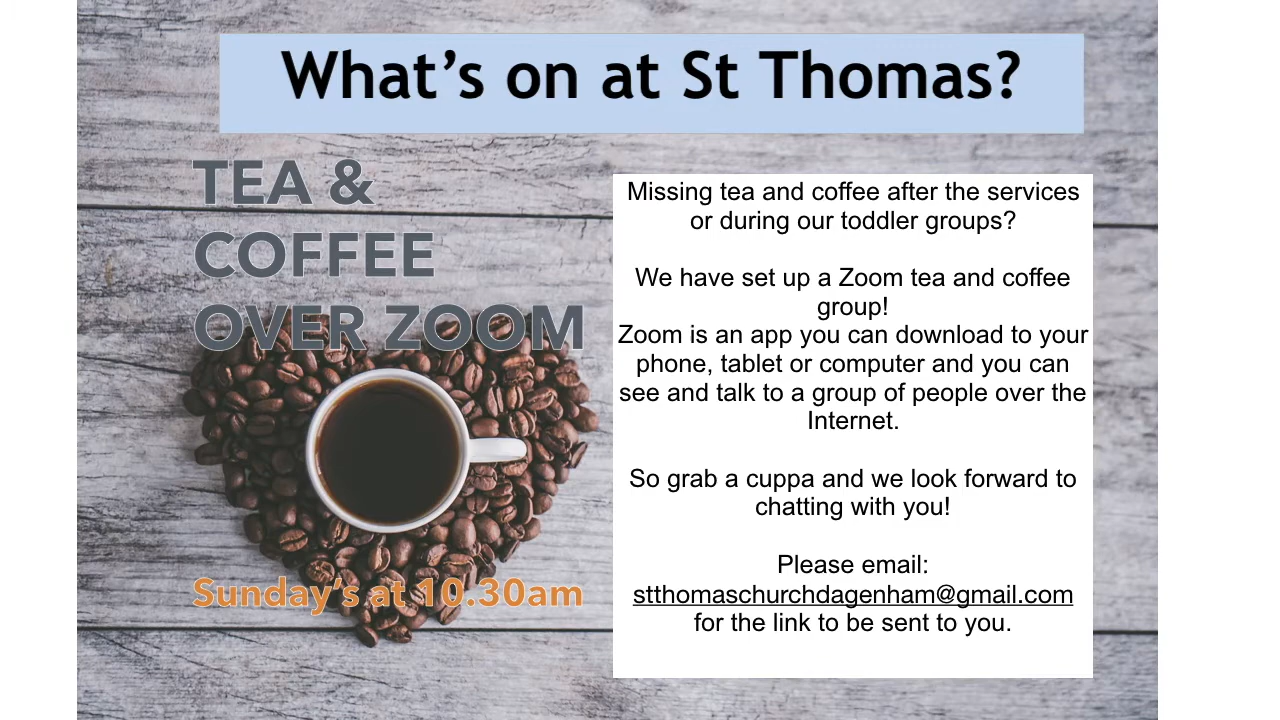 What's on at St Thomas?
TEA &
COFFEE
OVER ZOOM
Sunday's at 10.30am
Missing tea and coffee after the services
or during our toddler groups?
We have set up a Zoom tea and coffee
group!
Zoom is an app you can download to your
phone, tablet or computer and you can
see and talk to a group of people over the
Internet.
So grab a cuppa and we look forward to
chatting with you!
Please email:
stthomaschurchdagenham@gmail.com
for the link to be sent to you.